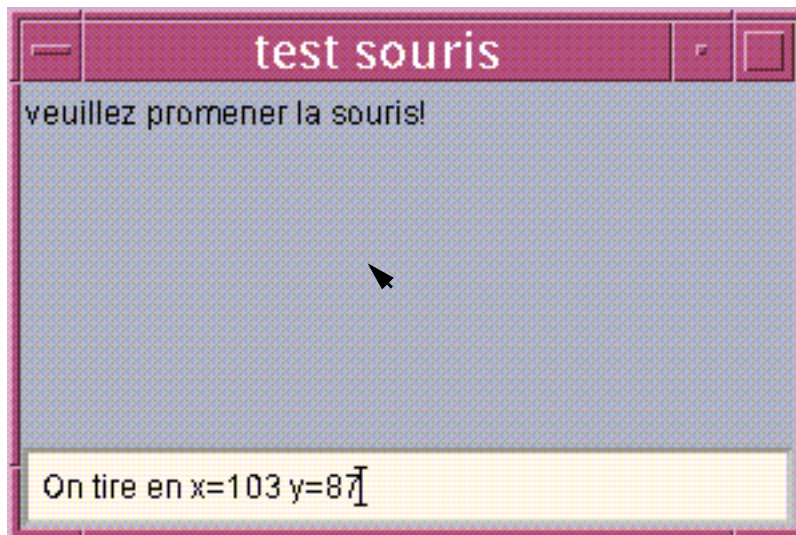 test souris
veuillez promener la souris!
On tire en x=103 y=87